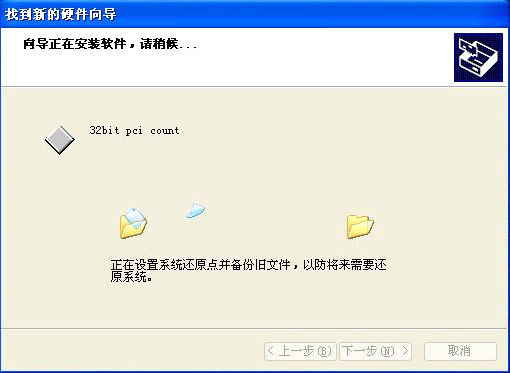 找到新的硬件向导
向导正在安装软件，请稍候...
32bit pci count
正在设置系统还原点并备份旧文件，以防将来需要还
原系统。
< 上一步(B) 下一步(N) > 取消